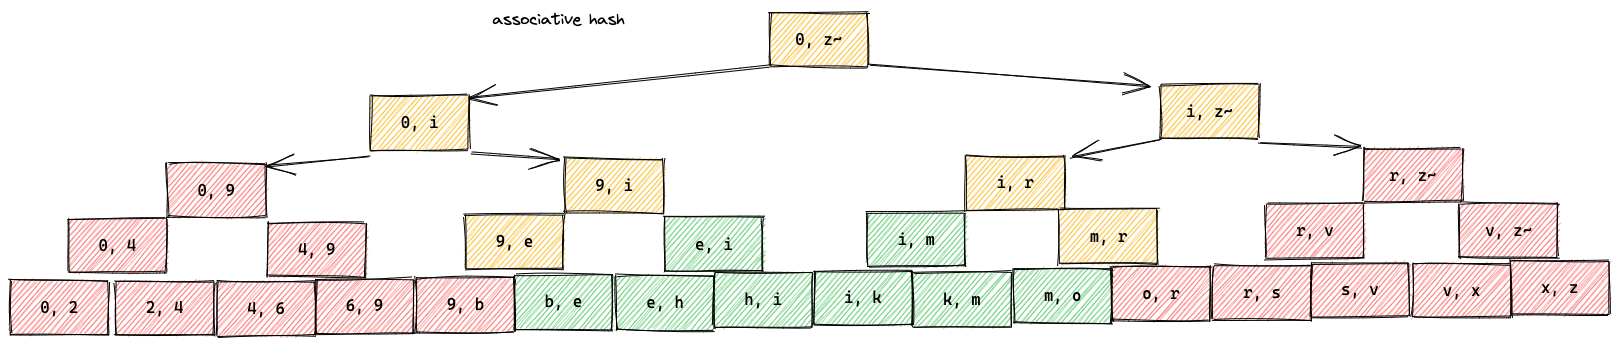 associative hash
0, z~
0, i
i, z~
0, 9
9, i
i, r
r, z~
0, 4
4, 9
9, e
e, i
i, m
m, r
r, v
v, z~
0, 2
2, 4
4, 6
6, 9
9, b
b, e
e, h
h, i
i, k
k, m
m, o
o, r
r, s
s, v
v, x
x, z